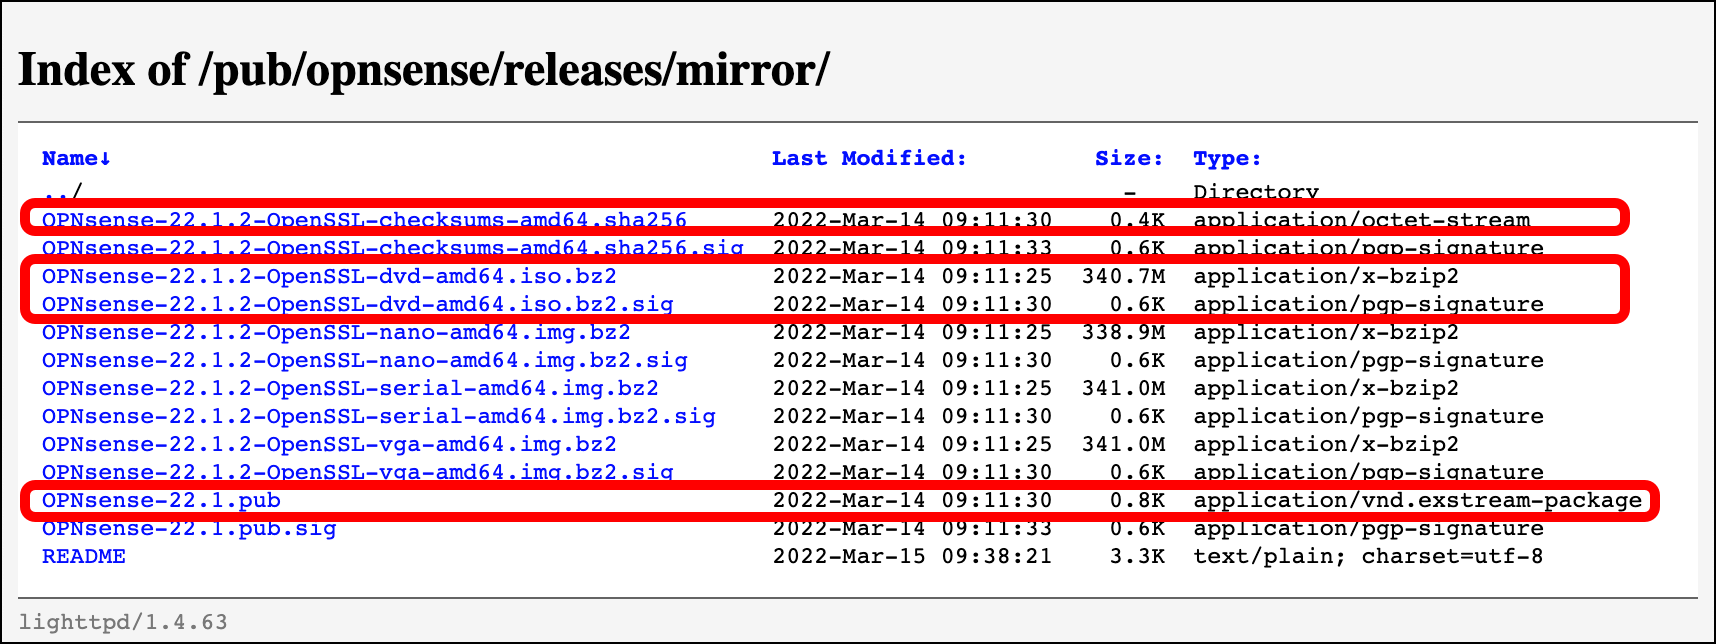 Index of /pub/opnsense/releases/mirror/
Name↓ Last Modified: Size: Type:
../ - Directory
OPNsense-22.1.2-OpenSSL-checksums-amd64.sha256 2022-Mar-14 09:11:30 0.4K application/octet-stream
OPNsense-22.1.2-OpenSSL-checksums-amd64.sha256.sig 2022-Mar-14 09:11:33 0.6K application/pgp-signature
OPNsense-22.1.2-OpenSSL-dvd-amd64.iso.bz2 2022-Mar-14 09:11:25 340.7M application/x-bzip2
OPNsense-22.1.2-OpenSSL-dvd-amd64.iso.bz2.sig 2022-Mar-14 09:11:30 0.6K application/pgp-signature
OPNsense-22.1.2-OpenSSL-nano-amd64.img.bz2 2022-Mar-14 09:11:25 338.9M application/x-bzip2
OPNsense-22.1.2-OpenSSL-nano-amd64.img.bz2.sig 2022-Mar-14 09:11:30 0.6K application/pgp-signature
OPNsense-22.1.2-OpenSSL-serial-amd64.img.bz2 2022-Mar-14 09:11:25 341.0M application/x-bzip2
OPNsense-22.1.2-OpenSSL-serial-amd64.img.bz2.sig 2022-Mar-14 09:11:30 0.6K application/pgp-signature
OPNsense-22.1.2-OpenSSL-vga-amd64.img.bz2 2022-Mar-14 09:11:25 341.0M application/x-bzip2
OPNsense-22.1.2-OpenSSL-vga-amd64.img.bz2.sig 2022-Mar-14 09:11:30 0.6K application/pgp-signature
OPNsense-22.1.pub 2022-Mar-14 09:11:30 0.8K application/vnd.exstream-package
OPNsense-22.1.pub.sig 2022-Mar-14 09:11:33 0.6K application/pgp-signature
README 2022-Mar-15 09:38:21 3.3K text/plain; charset=utf-8
lighttpd/1.4.63